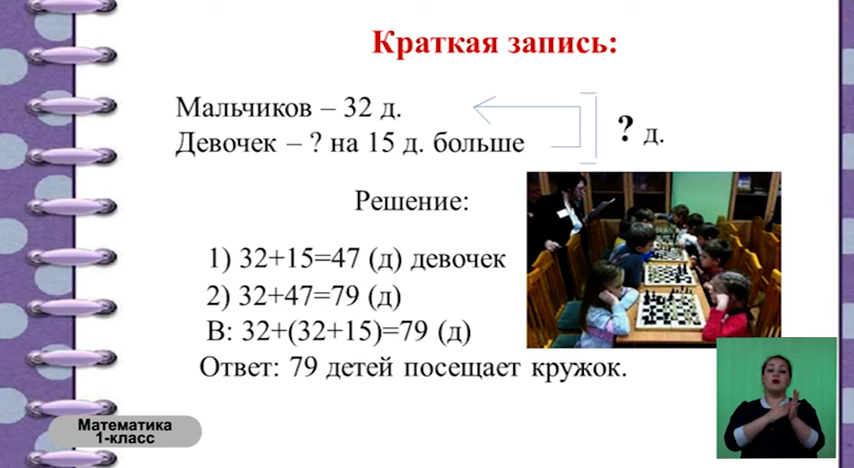 Краткая запись:
Мальчиков – 32 д.
Девочек – ? на 15 д. больше
? д.
Решение:
1) 32+15=47 (д) девочек
2) 32+47=79 (д)
В: 32+(32+15)=79 (д)
Ответ: 79 детей посещает кружок.
Математика
1-класс